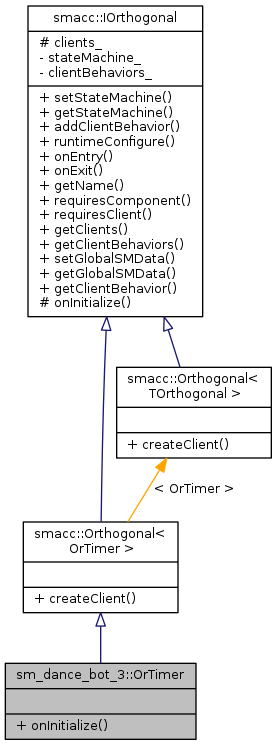 smacc::IOrthogonal
# clients_
- stateMachine_
- clientBehaviors_
+ setStateMachine()
+ getStateMachine()
+ addClientBehavior()
+ runtimeConfigure()
+ onEntry()
+ onExit()
+ getName()
+ requiresComponent()
+ requiresClient()
+ getClients()
+ getClientBehaviors()
+ setGlobalSMData()
+ getGlobalSMData()
+ getClientBehavior()
# onInitialize()
smacc::Orthogonal<
TOrthogonal >
+ createClient()
< OrTimer >
smacc::Orthogonal<
OrTimer >
+ createClient()
sm_dance_bot_3::OrTimer
+ onInitialize()